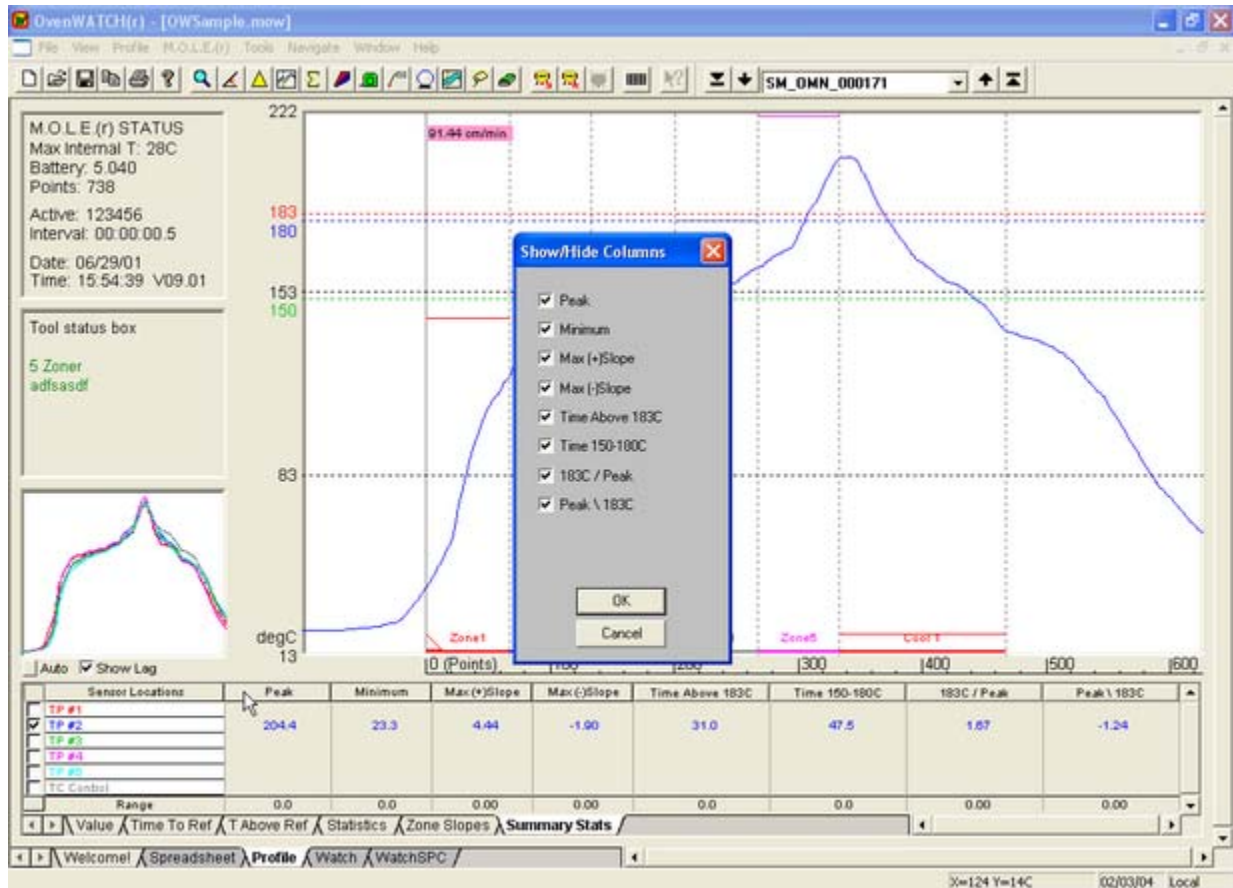 OvenWATCH(r) - [OWSample.mow]
File View Profile M.O.L.E.(r) Tools Navigate Window Help
SM_OMN_000171
M.O.L.E.(r) STATUS
Max Internal T: 28C
Battery: 5.040
Points: 738
Active: 123456
Interval: 00:00:00.5
Date: 06/29/01
Time: 15:54:39 V09.01
Tool status box
5 Zoner
adfsasdf
Auto Show Lag
222
183
180
153
150
83
degC
13
91.44 cm/min
Zone1
Zone5
Cool 1
0 (Points) 100 200 300 400 500 600
Show/Hide Columns
Peak
Minimum
Max (+)Slope
Max (-)Slope
Time Above 183C
Time 150-180C
183C / Peak
Peak \ 183C
OK
Cancel
Sensor Locations Peak Minimum Max (+)Slope Max (-)Slope Time Above 183C Time 150-180C 183C / Peak Peak \ 183C
TP #1
TP #2 204.4 23.3 4.44 -1.90 31.0 47.5 1.67 -1.24
TP #3
TP #4
TP #5
TC Control
Range 0.0 0.0 0.00 0.00 0.0 0.0 0.00 0.00
Value Time To Ref T Above Ref Statistics Zone Slopes Summary Stats
Welcome! Spreadsheet Profile Watch WatchSPC
X=124 Y=14C 02/03/04 Local